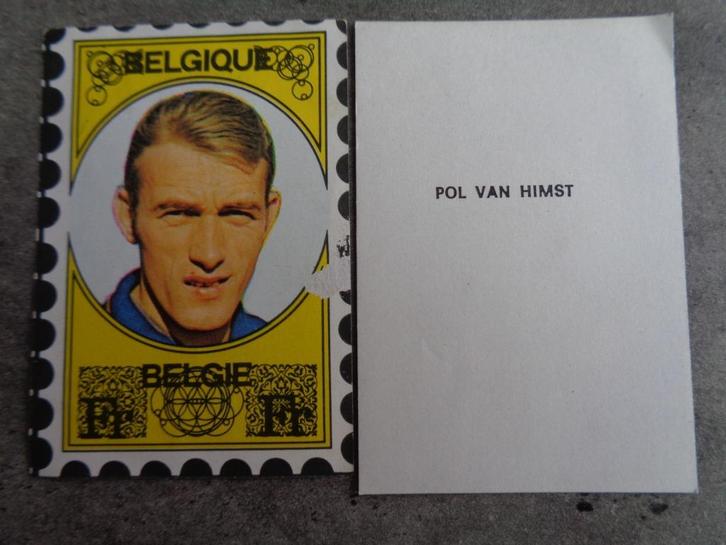 BELGIQUE
BELGIE
Fr Fr
POL VAN HIMST